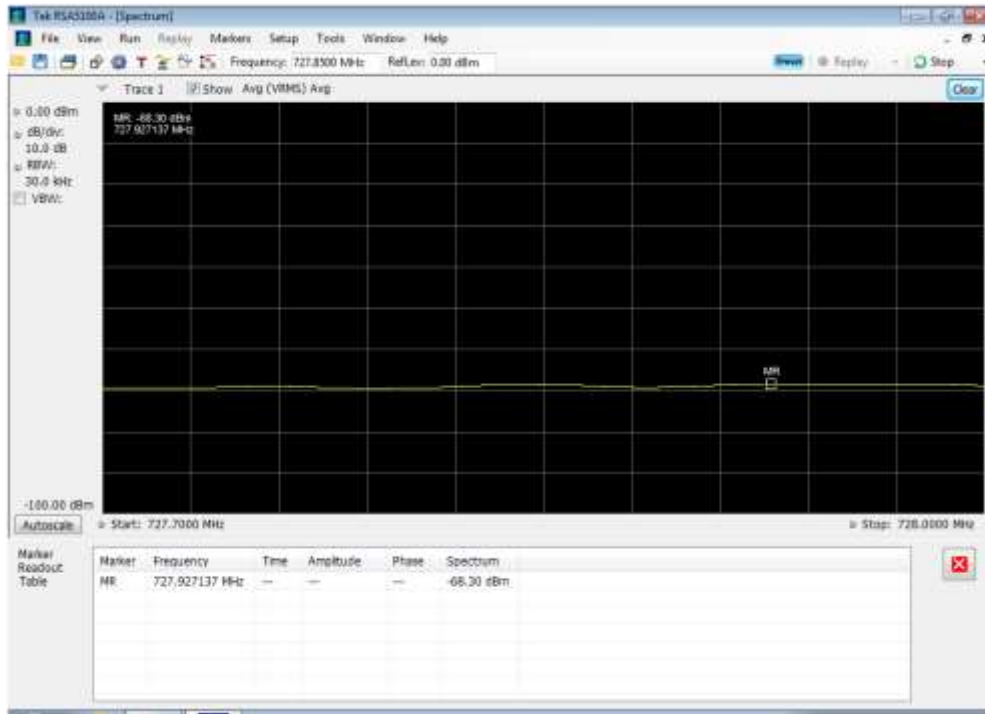 Tek RSA5100A - [Spectrum]
File View Run Replay Markers Setup Tools Window Help
Frequency: 727.8500 MHz RefLev: 0.00 dBm Preset Replay Stop
Trace 1 Show Avg (VRMS) Avg Clear
0.00 dBm
dB/div:
10.0 dB
RBW:
30.0 kHz
VBW:
MR: -68.30 dBm
727.927137 MHz
MR
-100.00 dBm
Autoscale Start: 727.7000 MHz Stop: 728.0000 MHz
Marker
Readout
Table
Marker Frequency Time Amplitude Phase Spectrum
MR 727.927137 MHz --- --- --- -68.30 dBm